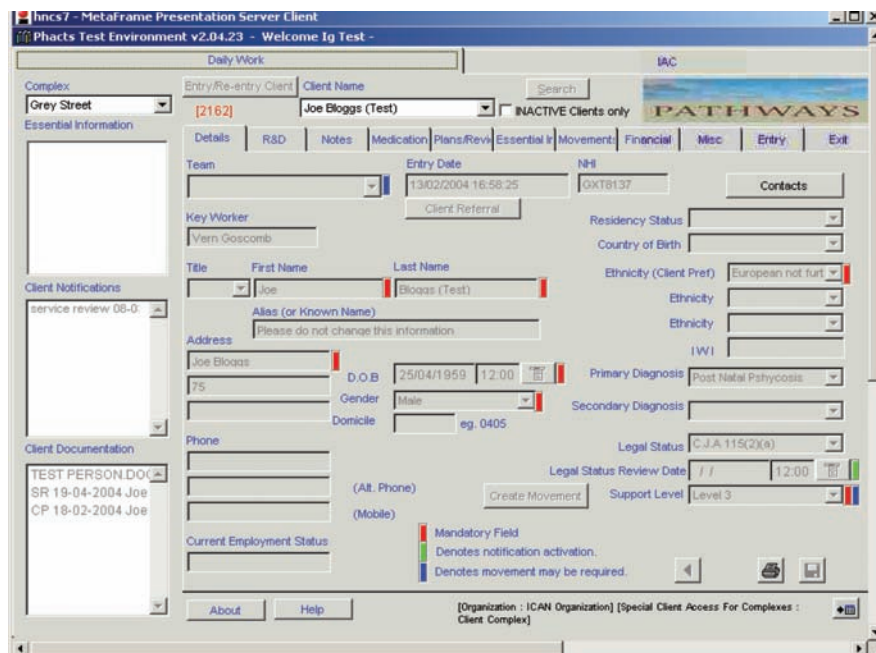 hncs7 - MetaFrame Presentation Server Client
Phacts Test Environment v2.04.23 - Welcome Ig Test -
Daily Work IAC
Complex Entry/Re-entry Client Client Name Search
Grey Street [2162] Joe Bloggs (Test) INACTIVE Clients only PATHWAYS
Essential Information
Details R&D Notes Medication Plans/Revi Essential Ir Movement: Financial Misc Entry Exit
Team Entry Date NHI
13/02/2004 16:58:25 GXT8137 Contacts
Client Referral
Key Worker Residency Status
Vern Goscomb Country of Birth
Title First Name Last Name Ethnicity (Client Pref) European not furt
Client Notifications Joe Bloggs (Test) Ethnicity
service review 08-0: Alias (or Known Name) Ethnicity
Please do not change this information
Address IWI
Joe Bloggs D.O.B 25/04/1959 12:00 Primary Diagnosis Post Natal Pshycosis
75 Gender Male Secondary Diagnosis
Domicile eg. 0405
Phone Legal Status C.J.A 115(2)(a)
Client Documentation Legal Status Review Date / / 12:00
TEST PERSON.DOC (Alt. Phone) Create Movement Support Level Level 3
SR 19-04-2004 Joe
CP 18-02-2004 Joe (Mobile)
Mandatory Field
Current Employment Status Denotes notification activation.
Denotes movement may be required.
About Help [Organization : ICAN Organization] [Special Client Access For Complexes :
Client Complex]